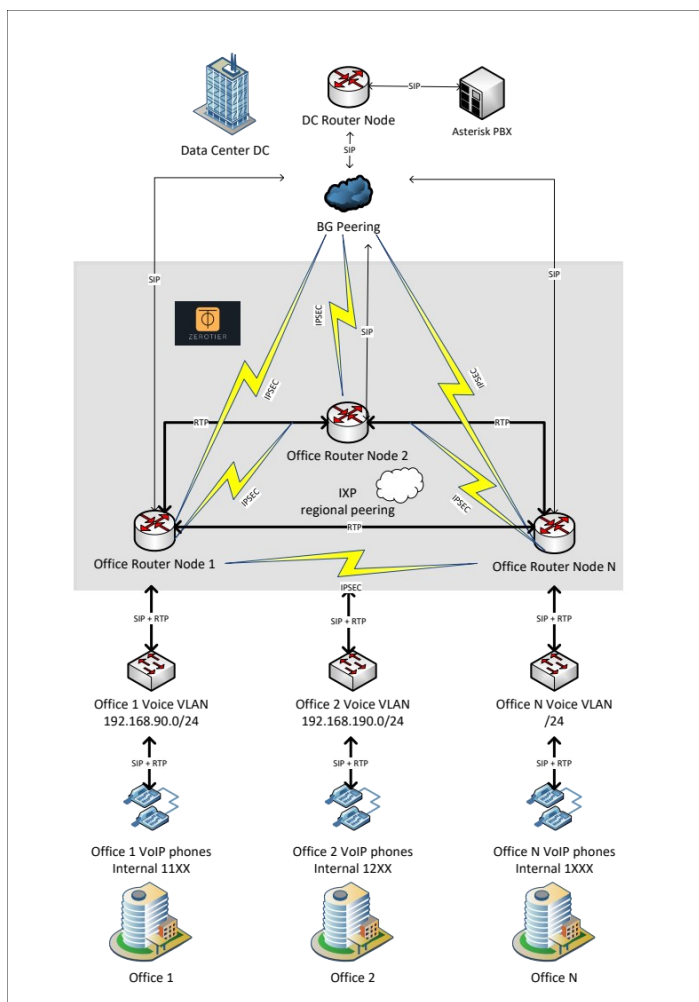 SIP
DC Router Node
Asterisk PBX
Data Center DC
SIP
BG Peering
SIP
SIP
ZEROTIER
IPSEC
SIP
IPSEC
IPSEC
RTP
RTP
Office Router Node 2
IPSEC
IXP
regional peering
IPSEC
RTP
Office Router Node 1
Office Router Node N
IPSEC
SIP + RTP
SIP + RTP
SIP + RTP
Office 1 Voice VLAN
192.168.90.0/24
Office 2 Voice VLAN
192.168.190.0/24
Office N Voice VLAN
/24
SIP + RTP
SIP + RTP
SIP + RTP
Office 1 VoIP phones
Internal 11XX
Office 2 VoIP phones
Internal 12XX
Office N VoIP phones
Internal 1XXX
Office 1
Office 2
Office N